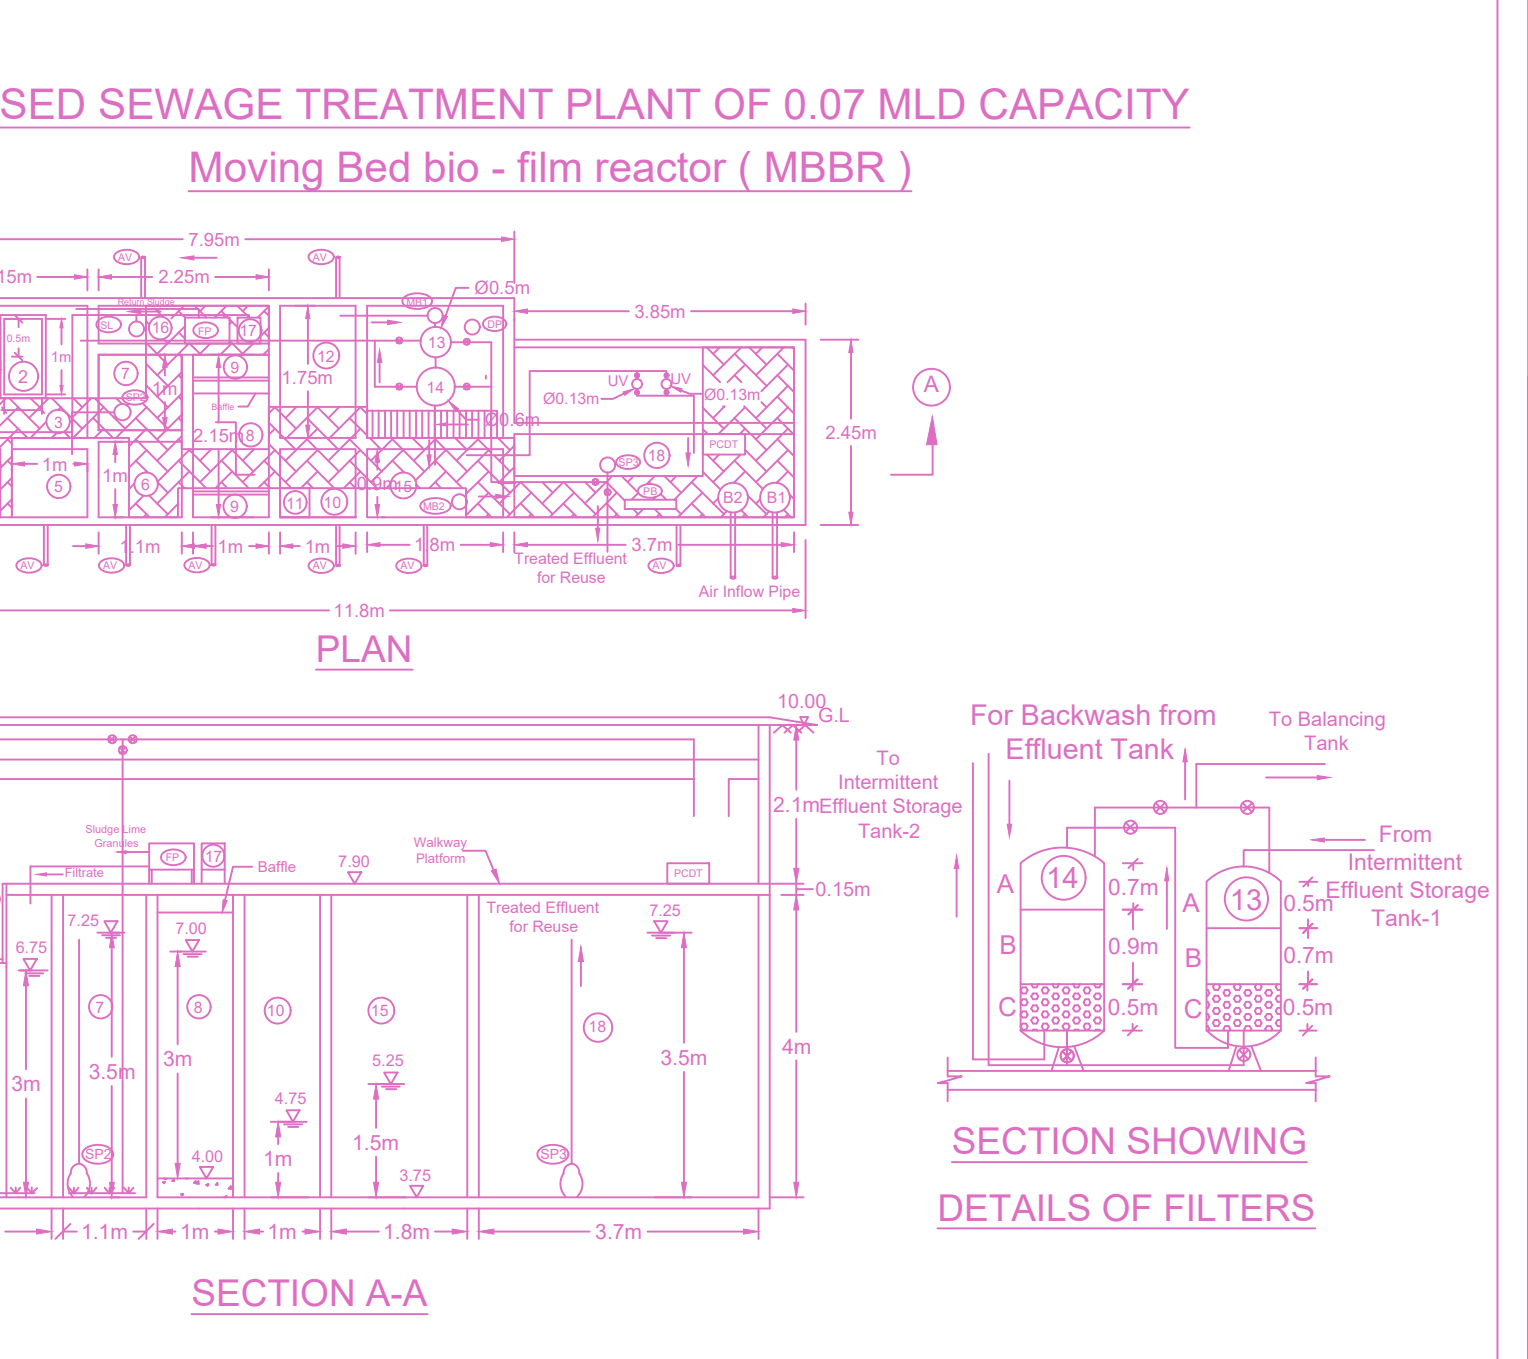 SED SEWAGE TREATMENT PLANT OF 0.07 MLD CAPACITY
Moving Bed bio - film reactor ( MBBR )
7.95m
AV
AV
15m
2.25m
Return Sludge
MB1
Ø0.5m
3.85m
SL
16
FP
17
DP
0.5m
1m
13
12
2
7
9
1.75m
14
UV
UV
A
1m
SP2
Ø0.13m
Ø0.13m
3
Baffle
Ø0.6m
2.15m
8
2.45m
PCDT
1m
5
1m
6
SP3
18
0.9m
15
9
11
10
MB2
PB
B2
B1
1.1m
1m
1m
1.8m
3.7m
AV
AV
AV
AV
AV
AV
Treated Effluent
for Reuse
Air Inflow Pipe
11.8m
PLAN
10.00
G.L
2.1m
Sludge Lime
Granules
FP
17
Filtrate
Baffle
7.90
Walkway
Platform
PCDT
0.15m
7.25
7.00
6.75
Treated Effluent
for Reuse
7.25
7
8
10
15
18
3m
3.5m
3m
5.25
4.75
1.5m
1m
3.5m
4m
SP2
4.00
3.75
SP3
1.1m
1m
1m
1.8m
3.7m
SECTION A-A
For Backwash from
Effluent Tank
To Balancing
Tank
To
Intermittent
Effluent Storage
Tank-2
From
Intermittent
Effluent Storage
Tank-1
A
14
0.7m
A
13
0.5m
B
0.9m
B
0.7m
C
0.5m
C
0.5m
SECTION SHOWING
DETAILS OF FILTERS